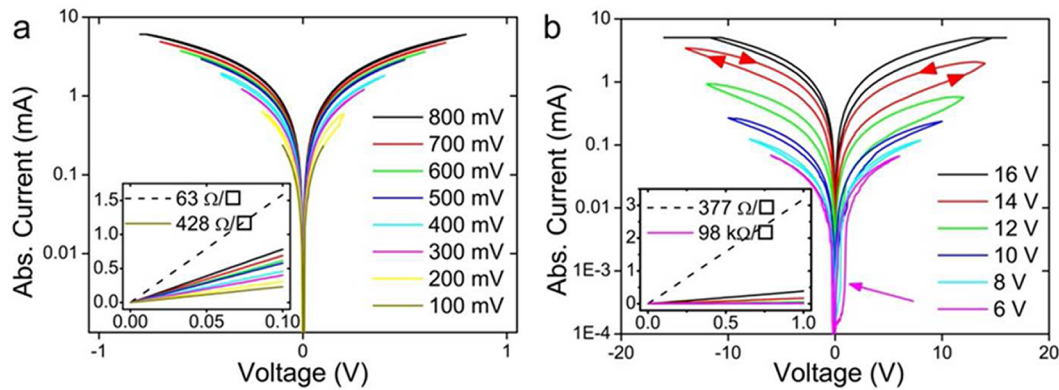 a
10
1
0.1
0.01
Abs. Current (mA)
800 mV
700 mV
600 mV
500 mV
400 mV
300 mV
200 mV
100 mV
63 Ω/□
428 Ω/□
1.5
1.0
0.5
0.0
0.00 0.05 0.10
-1 0 1
Voltage (V)
b
10
1
0.1
0.01
1E-3
1E-4
Abs. Current (mA)
16 V
14 V
12 V
10 V
8 V
6 V
377 Ω/□
98 kΩ/□
3
2
1
0
0.0 0.5 1.0
-20 -10 0 10 20
Voltage (V)